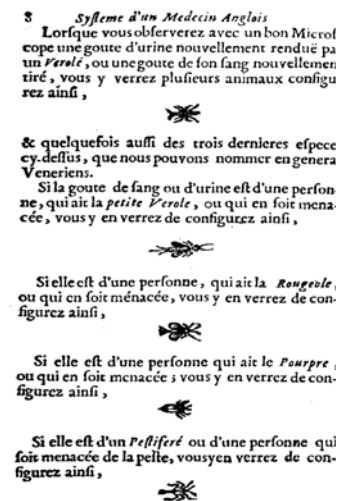 8 Syſteme d'un Medecin Anglois
Lorſque vous obſerverez avec un bon Microſ
cope une goute d'urine nouvellement renduë pa
un Verolé, ou une goute de ſon ſang nouvellemen
tiré, vous y verrez pluſieurs animaux configu
rez ainſi,
& quelquefois auſſi des trois dernieres eſpece
cy-deſſus, que nous pouvons nommer en genera
Veneriens.
Si la goute de ſang ou d'urine eſt d'une perſon-
ne, qui ait la petite Verole, ou qui en ſoit mena-
cée, vous y en verrez de configurez ainſi,
Si elle eſt d'une perſonne, qui ait la Rougeole,
ou qui en ſoit ménacée, vous y en verrez de con-
figurez ainſi,
Si elle eſt d'une perſonne qui ait le Pourpre,
ou qui en ſoit menacée ; vous y en verrez de con-
figurez ainſi,
Si elle eſt d'un Peſtiferé ou d'une perſonne qui
ſoit menacée de la peſte, vous y en verrez de con-
figurez ainſi,